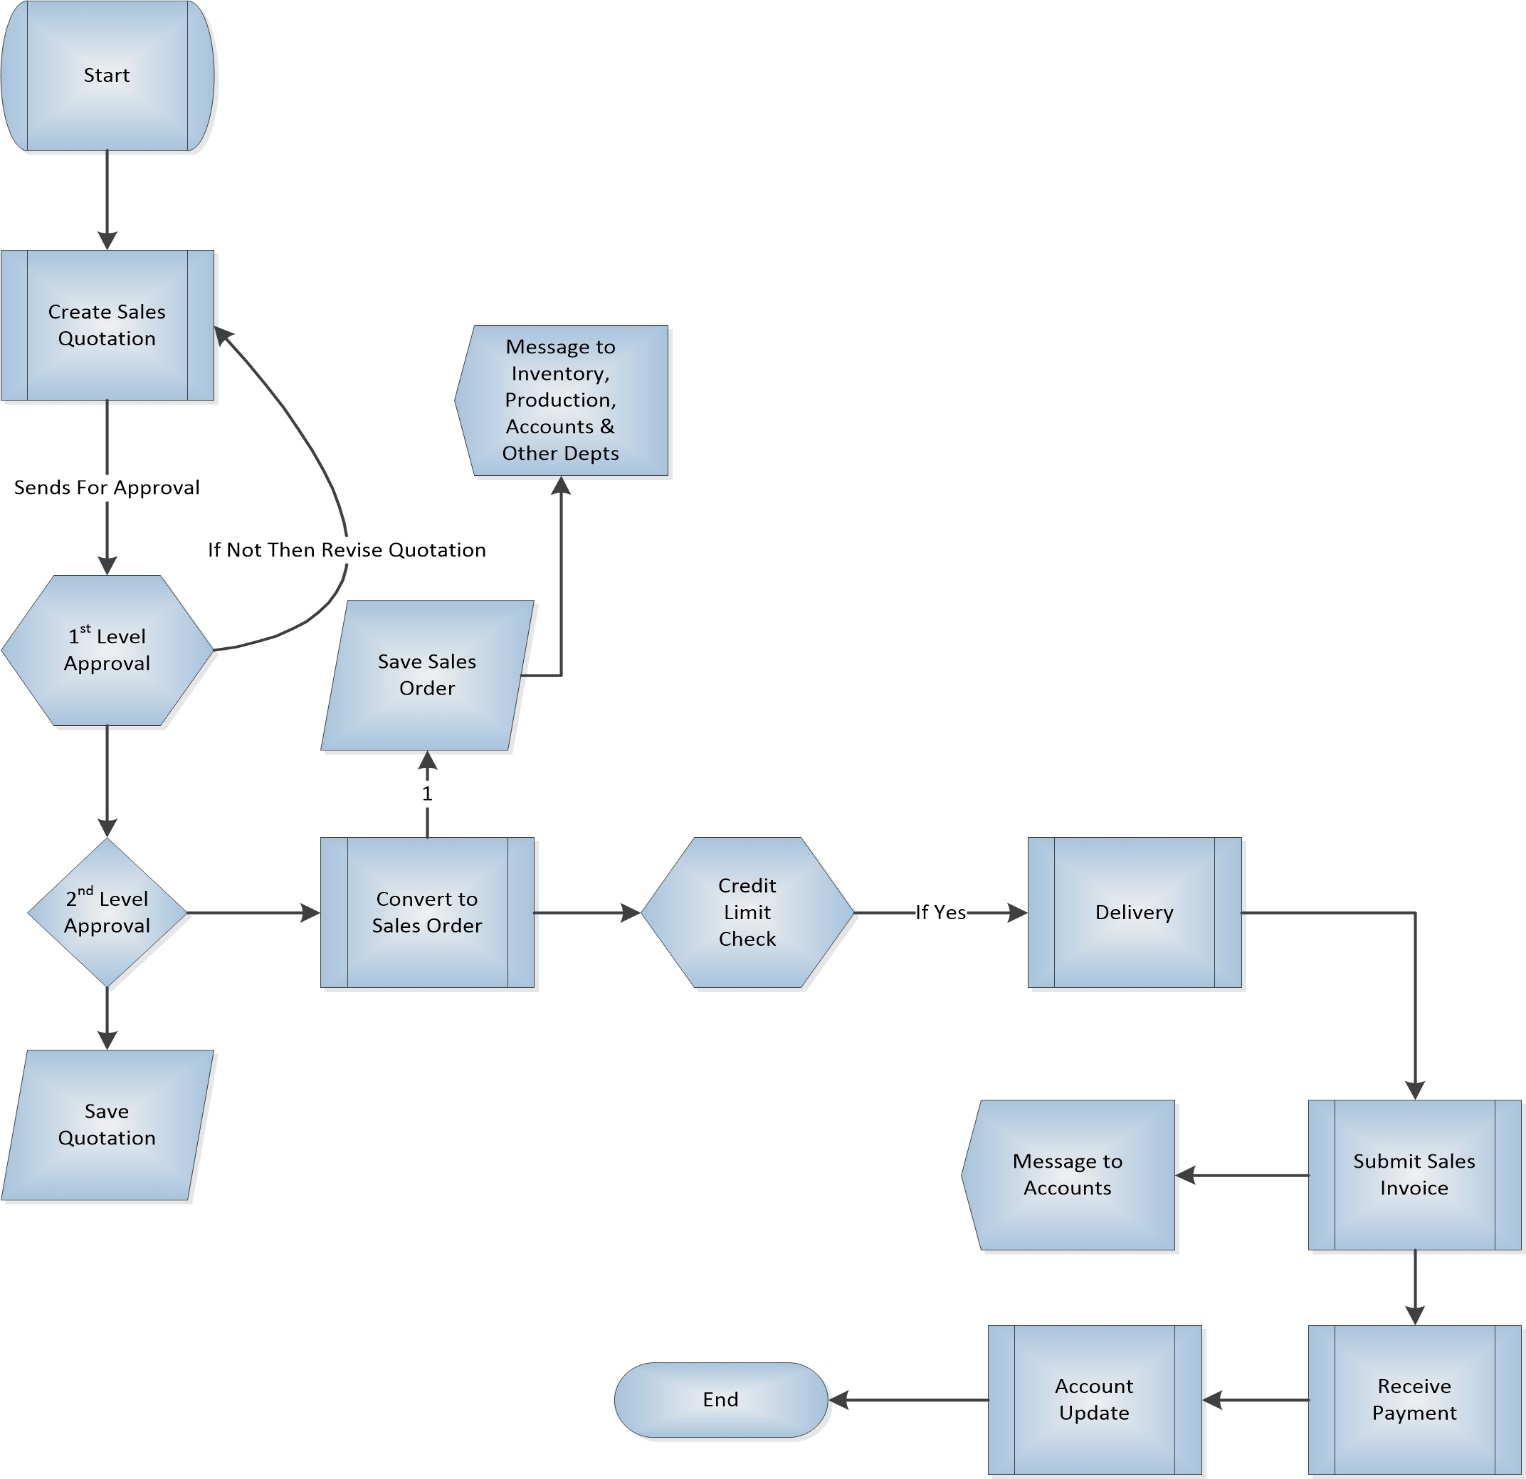 Start
Create Sales
Quotation
Sends For Approval
If Not Then Revise Quotation
1st Level
Approval
Message to
Inventory,
Production,
Accounts &
Other Depts
Save Sales
Order
1
2nd Level
Approval
Convert to
Sales Order
Credit
Limit
Check
If Yes
Delivery
Save
Quotation
Message to
Accounts
Submit Sales
Invoice
End
Account
Update
Receive
Payment